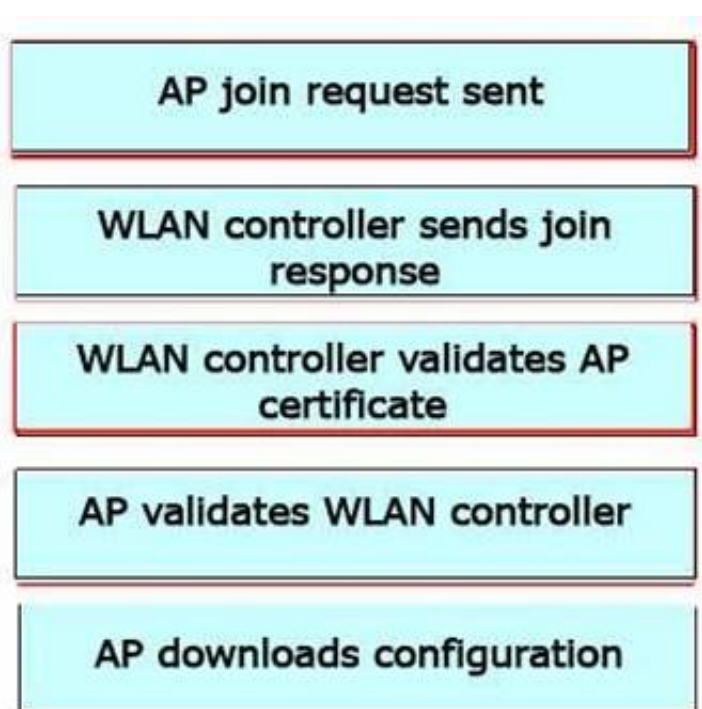 AP join request sent
WLAN controller sends join
response
WLAN controller validates AP
certificate
AP validates WLAN controller
AP downloads configuration